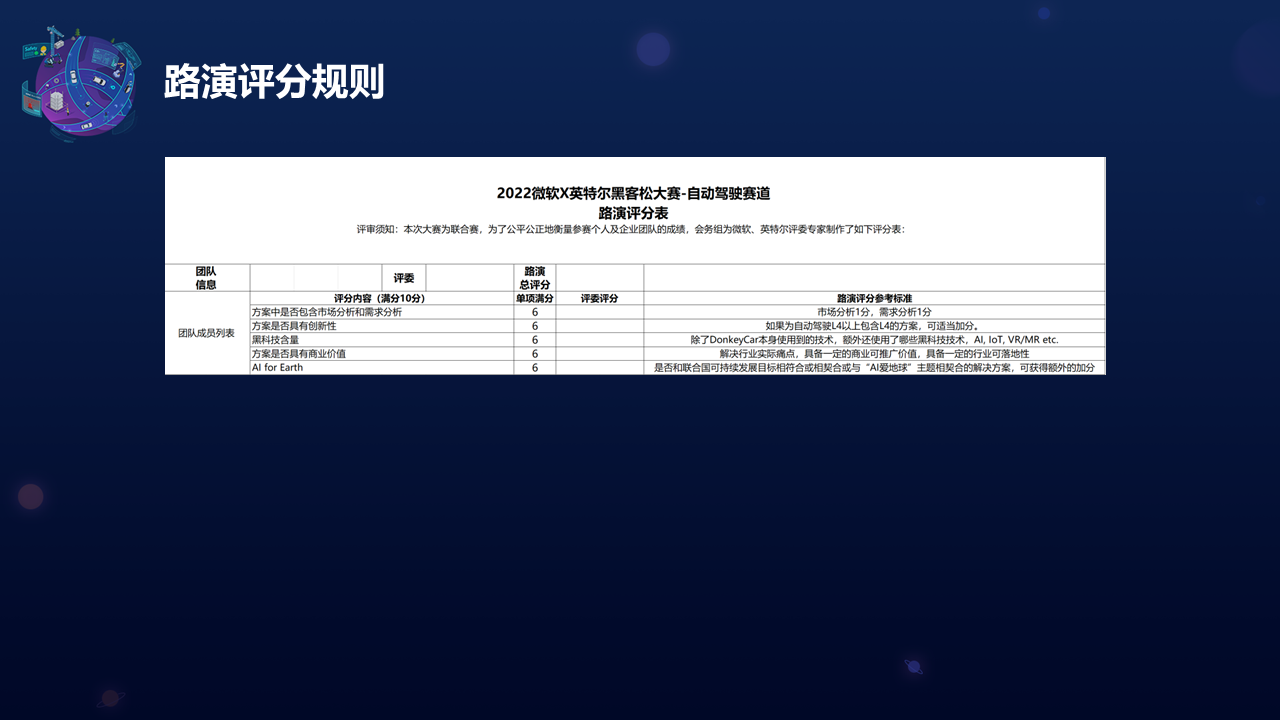 路演评分规则
2022微软X英特尔黑客松大赛-自动驾驶赛道
路演评分表
评审须知：本次大赛为联合赛，为了公平公正地衡量参赛个人及企业团队的成绩，会务组为微软、英特尔评委专家制作了如下评分表：
团队
信息
评委
路演
总评分
评分内容（满分10分） 单项满分 评委评分 路演评分参考标准
团队成员列表
方案中是否包含市场分析和需求分析 6 市场分析1分，需求分析1分
方案是否具有创新性 6 如果为自动驾驶L4以上包含L4的方案，可适当加分。
黑科技含量 6 除了DonkeyCar本身使用到的技术，额外还使用了哪些黑科技技术，AI, IoT, VR/MR etc.
方案是否具有商业价值 6 解决行业实际痛点，具备一定的商业可推广价值，具备一定的行业可落地性
AI for Earth 6 是否和联合国可持续发展目标相符合或相契合或与“AI爱地球”主题相契合的解决方案，可获得额外的加分